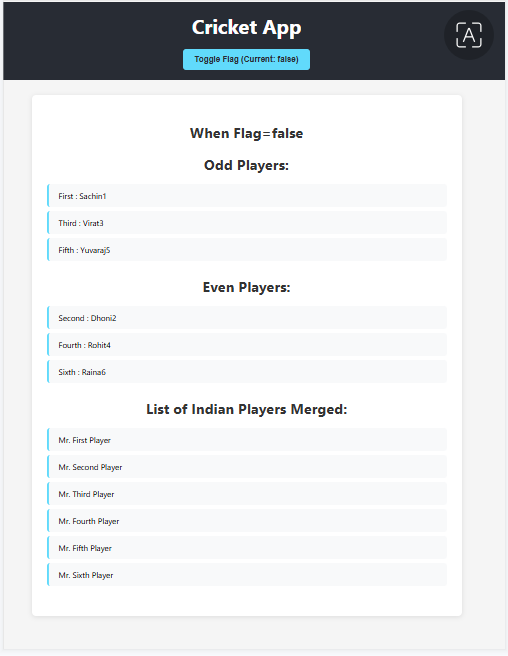 Cricket App
Toggle Flag (Current: false)
A
When Flag=false
Odd Players:
First : Sachin1
Third : Virat3
Fifth : Yuvaraj5
Even Players:
Second : Dhoni2
Fourth : Rohit4
Sixth : Raina6
List of Indian Players Merged:
Mr. First Player
Mr. Second Player
Mr. Third Player
Mr. Fourth Player
Mr. Fifth Player
Mr. Sixth Player